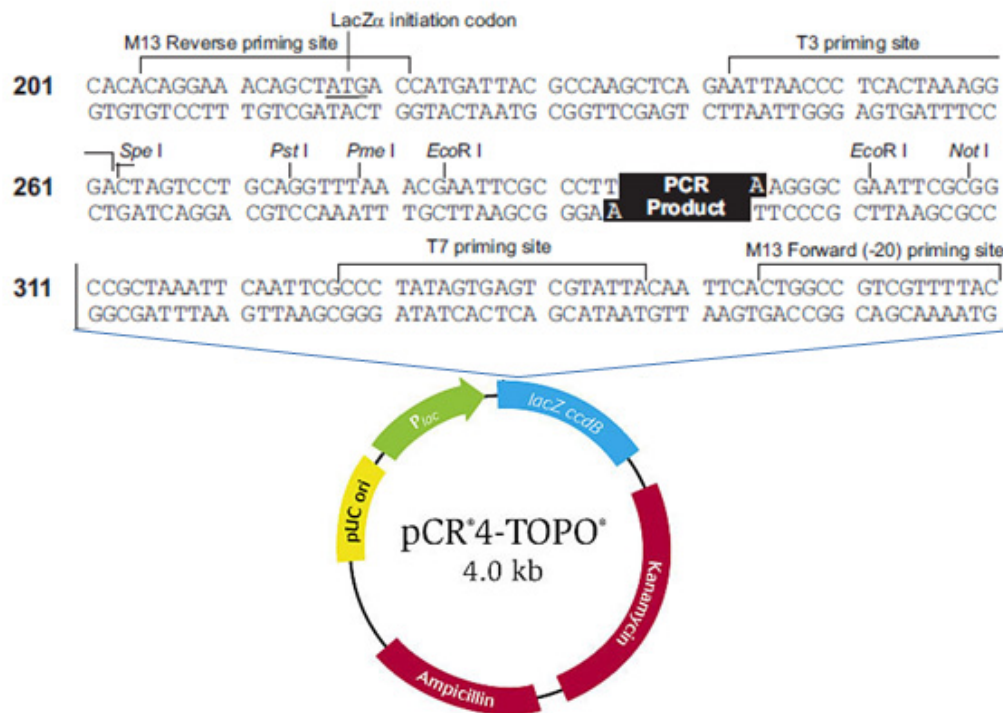 LacZα initiation codon
M13 Reverse priming site
T3 priming site
201 CACACAGGAA ACAGCTATGA CCATGATTAC GCCAAGCTCA GAATTAACCC TCACTAAAGG
GTGTGTCCTT TGTCGATACT GGTACTAATG CGGTTCGAGT CTTAATTGGG AGTGATTTCC
Spe I Pst I Pme I EcoR I EcoR I Not I
261 GACTAGTCCT GCAGGTTTAA ACGAATTCGC CCTT PCR A AGGGC GAATTCGCGG
CTGATCAGGA CGTCCAAATT TGCTTAAGCG GGA A Product TTCCCG CTTAAGCGCC
T7 priming site M13 Forward (-20) priming site
311 CCGCTAAATT CAATTCGCCC TATAGTGAGT CGTATTACAA TTCACTGGCC GTCGTTTTAC
GGCGATTTAA GTTAAGCGGG ATATCACTCA GCATAATGTT AAGTGACCGG CAGCAAAATG
Plac
lacZ ccdB
pUC ori
pCR®4-TOPO®
4.0 kb
Kanamycin
Ampicillin